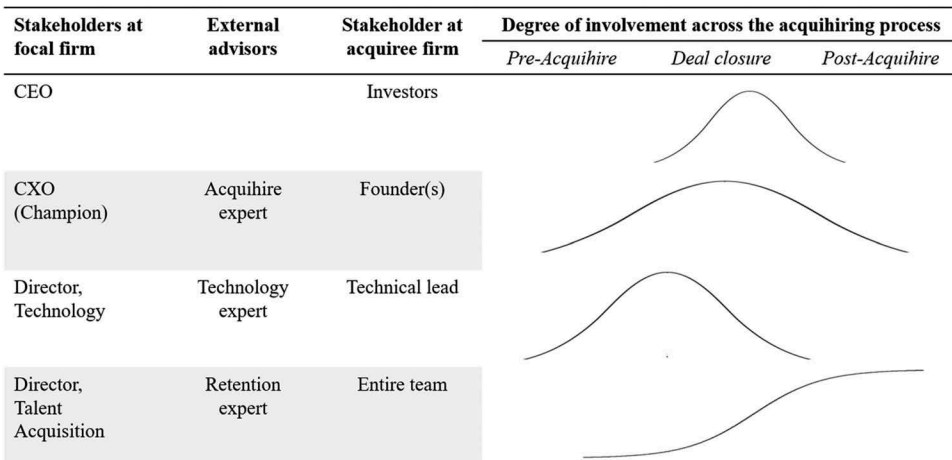 Stakeholders at External Stakeholder at Degree of involvement across the acquihiring process
focal firm advisors acquiree firm Pre-Acquihire Deal closure Post-Acquihire
CEO Investors
CXO Acquihire Founder(s)
(Champion) expert
Director, Technology Technical lead
Technology expert
Director, Retention Entire team
Talent expert
Acquisition